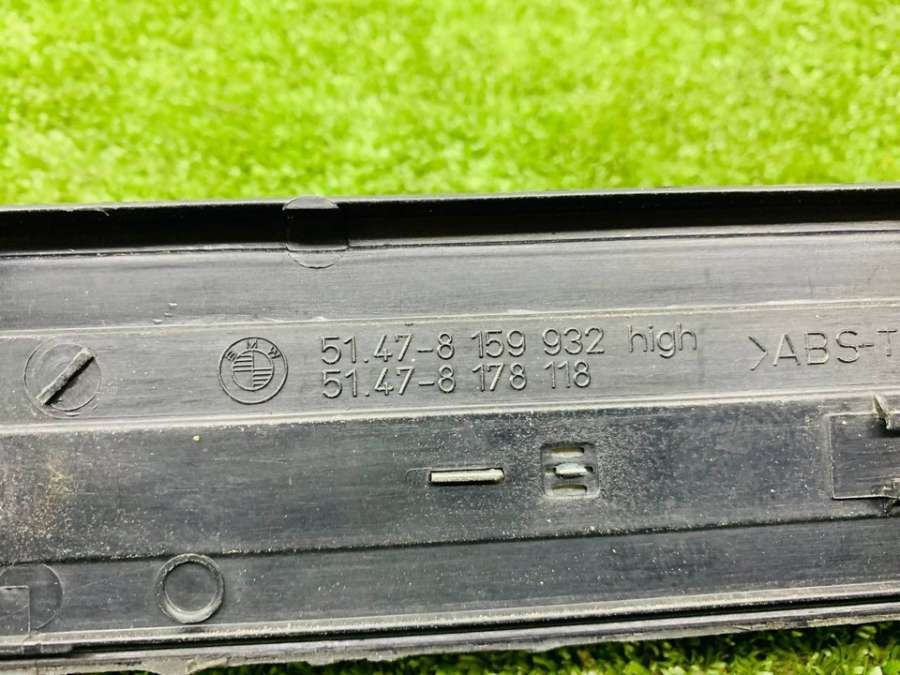 BMW
51.47-8 159 932 high
51.47-8 178 118
>ABS-T